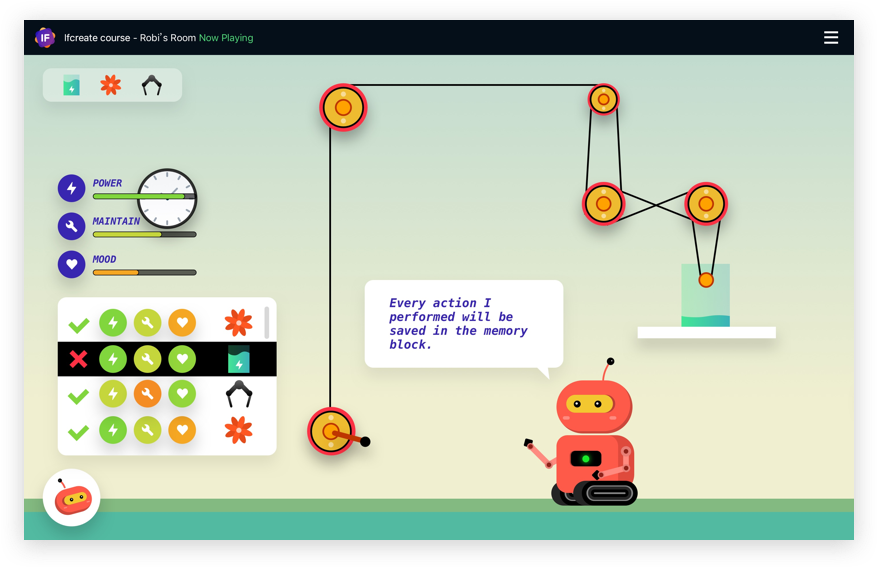 IF Ifcreate course - Robi's Room Now Playing
POWER
MAINTAIN
MOOD
Every action I
performed will be
saved in the memory
block.